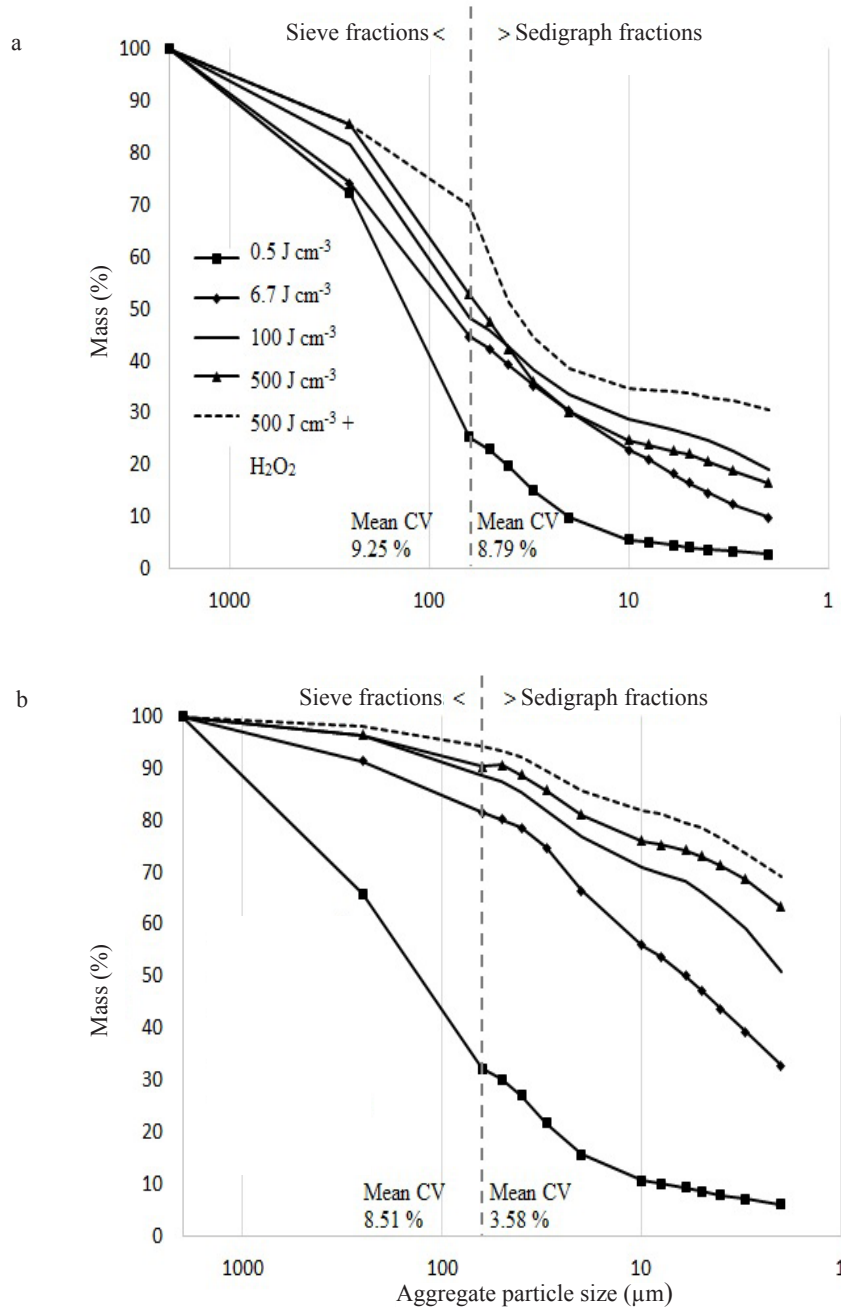 a
Sieve fractions < > Sedigraph fractions
100
90
80
70
60
50
40
30
20
10
0
Mass (%)
0.5 J cm⁻³
6.7 J cm⁻³
100 J cm⁻³
500 J cm⁻³
500 J cm⁻³ +
H₂O₂
Mean CV
9.25 %
Mean CV
8.79 %
1000 100 10 1
b
Sieve fractions < > Sedigraph fractions
100
90
80
70
60
50
40
30
20
10
0
Mass (%)
Mean CV
8.51 %
Mean CV
3.58 %
1000 100 10 1
Aggregate particle size (µm)